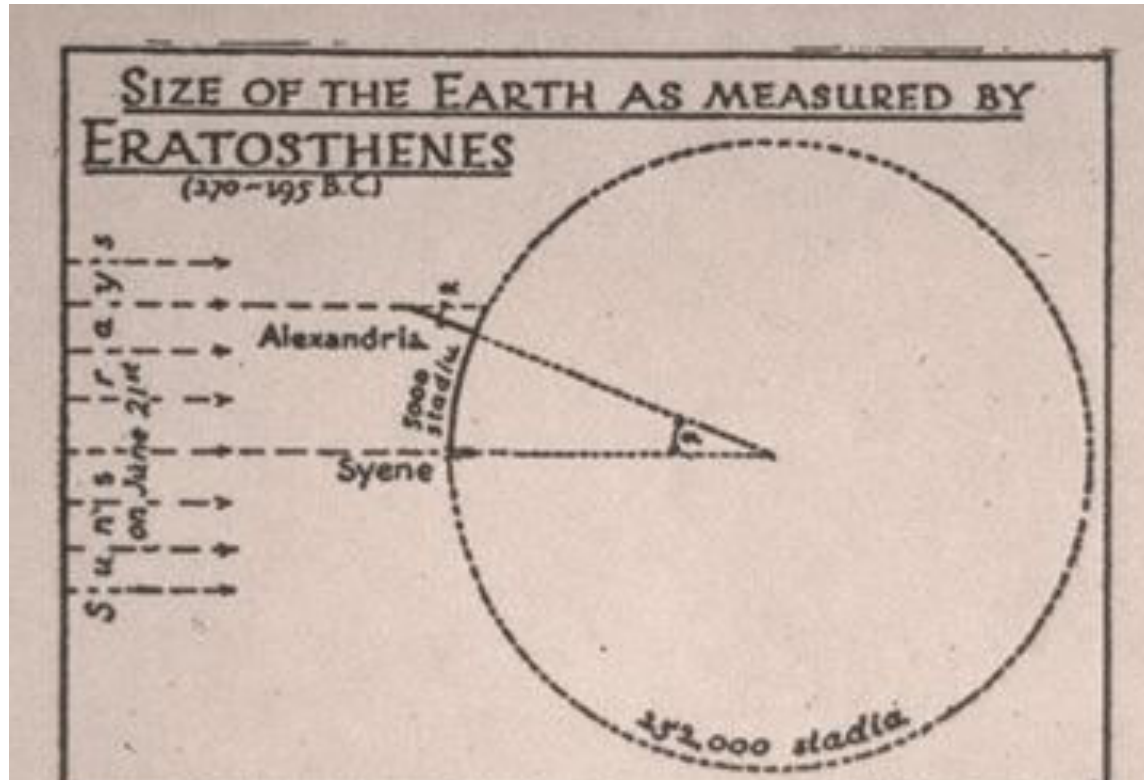 SIZE OF THE EARTH AS MEASURED BY
ERATOSTHENES
(270-195 B.C)
Sun's rays
on June 21st
Alexandria
5000
stadia
Syene
252,000 stadia